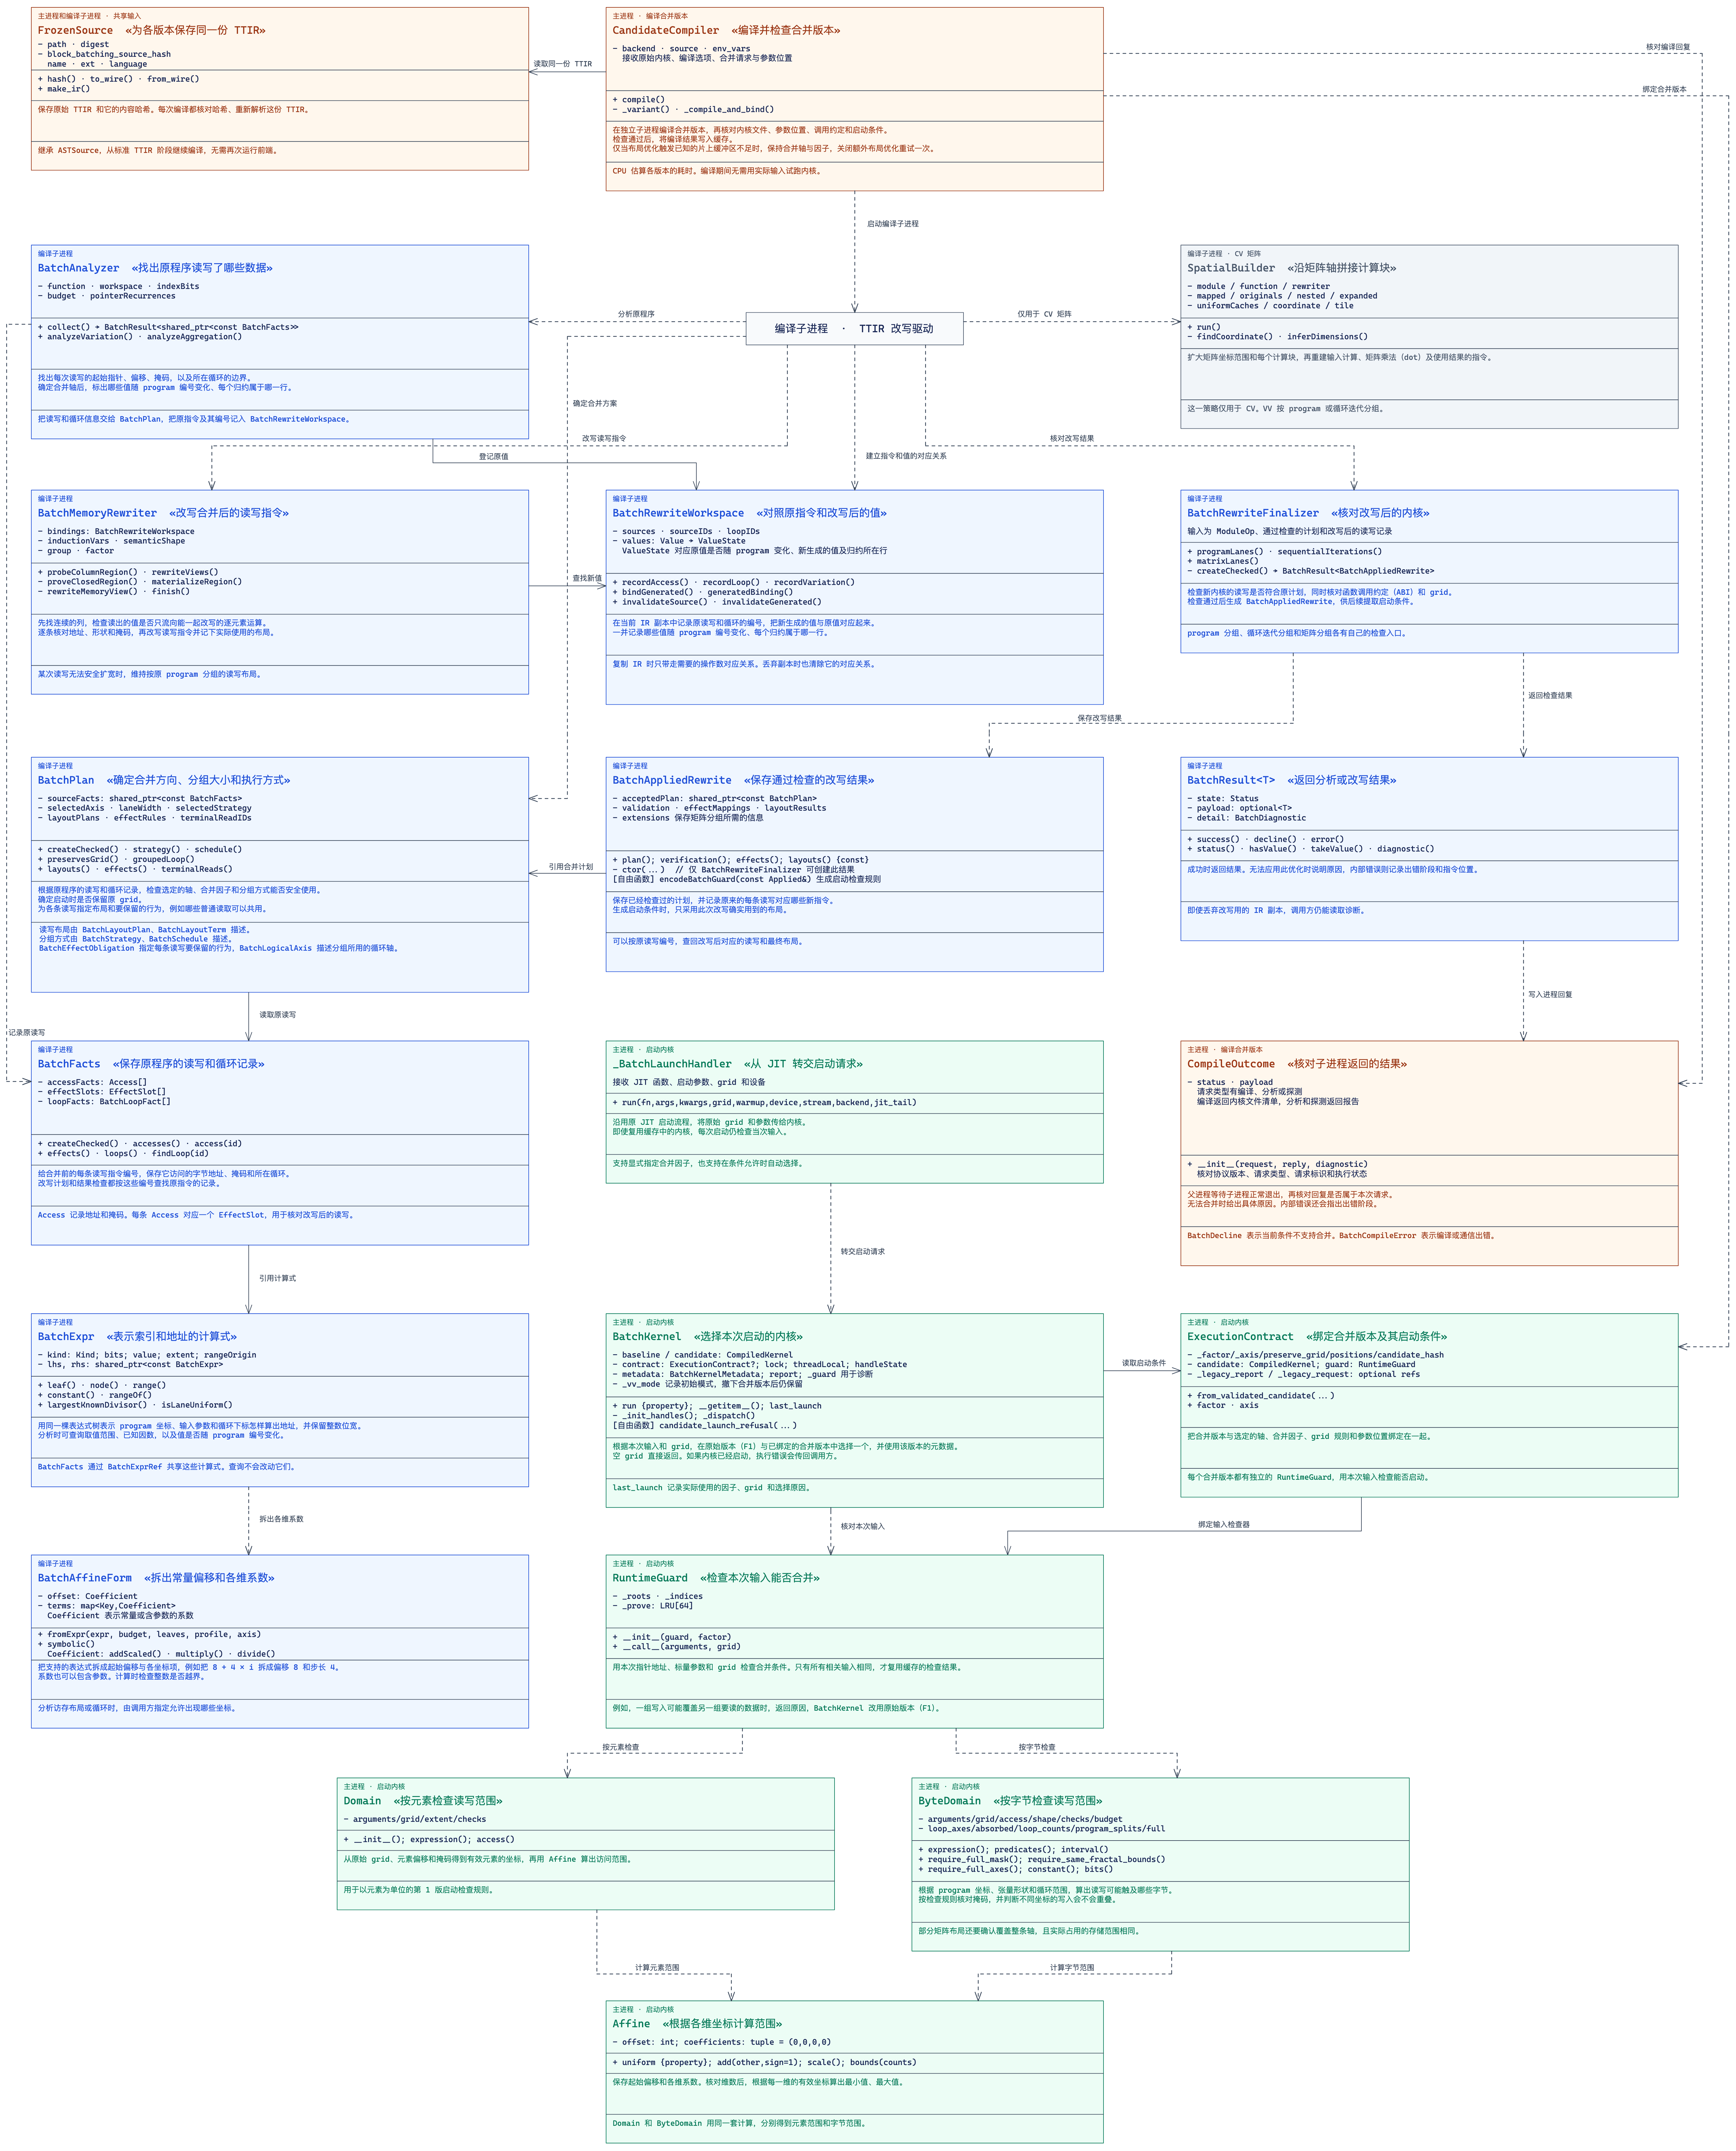 主进程和编译子进程 · 共享输入
FrozenSource «为各版本保存同一份 TTIR»
− path · digest
− block_batching_source_hash
name · ext · language
+ hash() · to_wire() · from_wire()
+ make_ir()
保存原始 TTIR 和它的内容哈希。每次编译都核对哈希、重新解析这份 TTIR。
继承 ASTSource，从标准 TTIR 阶段继续编译，无需再次运行前端。
读取同一份 TTIR
主进程 · 编译合并版本
CandidateCompiler «编译并检查合并版本»
− backend · source · env_vars
接收原始内核、编译选项、合并请求与参数位置
+ compile()
− _variant() · _compile_and_bind()
在独立子进程编译合并版本，再核对内核文件、参数位置、调用约定和启动条件。
检查通过后，将编译结果写入缓存。
仅当布局优化触发已知的片上缓冲区不足时，保持合并轴与因子，关闭额外布局优化重试一次。
CPU 估算各版本的耗时。编译期间无需用实际输入试跑内核。
核对编译回复
绑定合并版本
启动编译子进程
编译子进程
BatchAnalyzer «找出原程序读写了哪些数据»
− function · workspace · indexBits
− budget · pointerRecurrences
+ collect() → BatchResult<shared_ptr<const BatchFacts>>
+ analyzeVariation() · analyzeAggregation()
找出每次读写的起始指针、偏移、掩码，以及所在循环的边界。
确定合并轴后，标出哪些值随 program 编号变化、每个归约属于哪一行。
把读写和循环信息交给 BatchPlan，把原指令及其编号记入 BatchRewriteWorkspace。
分析原程序
编译子进程 · TTIR 改写驱动
仅用于 CV 矩阵
编译子进程 · CV 矩阵
SpatialBuilder «沿矩阵轴拼接计算块»
− module / function / rewriter
− mapped / originals / nested / expanded
− uniformCaches / coordinate / tile
+ run()
− findCoordinate() · inferDimensions()
扩大矩阵坐标范围和每个计算块，再重建输入计算、矩阵乘法（dot）及使用结果的指令。
这一策略仅用于 CV。VV 按 program 或循环迭代分组。
确定合并方案
改写读写指令
登记原值
建立指令和值的对应关系
核对改写结果
编译子进程
BatchMemoryRewriter «改写合并后的读写指令»
− bindings: BatchRewriteWorkspace
− inductionVars · semanticShape
− group · factor
+ probeColumnRegion() · rewriteViews()
− proveClosedRegion() · materializeRegion()
− rewriteMemoryView() · finish()
先找连续的列，检查读出的值是否只流向能一起改写的逐元素运算。
逐条核对地址、形状和掩码，再改写读写指令并记下实际使用的布局。
某次读写无法安全扩宽时，维持按原 program 分组的读写布局。
查找新值
编译子进程
BatchRewriteWorkspace «对照原指令和改写后的值»
− sources · sourceIDs · loopIDs
− values: Value → ValueState
ValueState 对应原值是否随 program 变化、新生成的值及归约所在行
+ recordAccess() · recordLoop() · recordVariation()
+ bindGenerated() · generatedBinding()
+ invalidateSource() · invalidateGenerated()
在当前 IR 副本中记录原读写和循环的编号，把新生成的值与原值对应起来。
一并记录哪些值随 program 编号变化、每个归约属于哪一行。
复制 IR 时只带走需要的操作数对应关系。丢弃副本时也清除它的对应关系。
编译子进程
BatchRewriteFinalizer «核对改写后的内核»
输入为 ModuleOp、通过检查的计划和改写后的读写记录
+ programLanes() · sequentialIterations()
+ matrixLanes()
− createChecked() → BatchResult<BatchAppliedRewrite>
检查新内核的读写是否符合原计划，同时核对函数调用约定（ABI）和 grid。
检查通过后生成 BatchAppliedRewrite，供后续提取启动条件。
program 分组、循环迭代分组和矩阵分组各有自己的检查入口。
保存改写结果
返回检查结果
编译子进程
BatchPlan «确定合并方向、分组大小和执行方式»
− sourceFacts: shared_ptr<const BatchFacts>
− selectedAxis · laneWidth · selectedStrategy
− layoutPlans · effectRules · terminalReadIDs
+ createChecked() · strategy() · schedule()
+ preservesGrid() · groupedLoop()
+ layouts() · effects() · terminalReads()
根据原程序的读写和循环记录，检查选定的轴、合并因子和分组方式能否安全使用。
确定启动时是否保留原 grid。
为各条读写指定布局和要保留的行为，例如哪些普通读取可以共用。
读写布局由 BatchLayoutPlan、BatchLayoutTerm 描述。
分组方式由 BatchStrategy、BatchSchedule 描述。
BatchEffectObligation 指定每条读写要保留的行为，BatchLogicalAxis 描述分组所用的循环轴。
引用合并计划
编译子进程
BatchAppliedRewrite «保存通过检查的改写结果»
− acceptedPlan: shared_ptr<const BatchPlan>
− validation · effectMappings · layoutResults
− extensions 保存矩阵分组所需的信息
+ plan(); verification(); effects(); layouts() {const}
− ctor(...) // 仅 BatchRewriteFinalizer 可创建此结果
[自由函数] encodeBatchGuard(const Applied&) 生成启动检查规则
保存已经检查过的计划，并记录原来的每条读写对应哪些新指令。
生成启动条件时，只采用此次改写确实用到的布局。
可以按原读写编号，查回改写后对应的读写和最终布局。
编译子进程
BatchResult<T> «返回分析或改写结果»
− state: Status
− payload: optional<T>
− detail: BatchDiagnostic
+ success() · decline() · error()
+ status() · hasValue() · takeValue() · diagnostic()
成功时返回结果。无法应用此优化时说明原因，内部错误则记录出错阶段和指令位置。
即使丢弃改写用的 IR 副本，调用方仍能读取诊断。
读取原读写
写入进程回复
记录原读写
编译子进程
BatchFacts «保存原程序的读写和循环记录»
− accessFacts: Access[]
− effectSlots: EffectSlot[]
− loopFacts: BatchLoopFact[]
+ createChecked() · accesses() · access(id)
+ effects() · loops() · findLoop(id)
给合并前的每条读写指令编号，保存它访问的字节地址、掩码和所在循环。
改写计划和结果检查都按这些编号查找原指令的记录。
Access 记录地址和掩码。每条 Access 对应一个 EffectSlot，用于核对改写后的读写。
主进程 · 启动内核
_BatchLaunchHandler «从 JIT 转交启动请求»
接收 JIT 函数、启动参数、grid 和设备
+ run(fn,args,kwargs,grid,warmup,device,stream,backend,jit_tail)
沿用原 JIT 启动流程，将原始 grid 和参数传给内核。
即使复用缓存中的内核，每次启动仍检查当次输入。
支持显式指定合并因子，也支持在条件允许时自动选择。
主进程 · 编译合并版本
CompileOutcome «核对子进程返回的结果»
− status · payload
请求类型有编译、分析或探测
编译返回内核文件清单，分析和探测返回报告
+ __init__(request, reply, diagnostic)
核对协议版本、请求类型、请求标识和执行状态
父进程等待子进程正常退出，再核对回复是否属于本次请求。
无法合并时给出具体原因。内部错误还会指出出错阶段。
BatchDecline 表示当前条件不支持合并。BatchCompileError 表示编译或通信出错。
引用计算式
转交启动请求
编译子进程
BatchExpr «表示索引和地址的计算式»
− kind: Kind; bits; value; extent; rangeOrigin
− lhs, rhs: shared_ptr<const BatchExpr>
+ leaf() · node() · range()
+ constant() · rangeOf()
+ largestKnownDivisor() · isLaneUniform()
用同一棵表达式树表示 program 坐标、输入参数和循环下标怎样算出地址，并保留整数位宽。
分析时可查询取值范围、已知因数，以及值是否随 program 编号变化。
BatchFacts 通过 BatchExprRef 共享这些计算式。查询不会改动它们。
主进程 · 启动内核
BatchKernel «选择本次启动的内核»
− baseline / candidate: CompiledKernel
− contract: ExecutionContract?; lock; threadLocal; handleState
− metadata: BatchKernelMetadata; report; _guard 用于诊断
− _vv_mode 记录初始模式，撤下合并版本后仍保留
+ run {property}; __getitem__(); last_launch
− _init_handles(); _dispatch()
[自由函数] candidate_launch_refusal(...)
根据本次输入和 grid，在原始版本（F1）与已绑定的合并版本中选择一个，并使用该版本的元数据。
空 grid 直接返回。如果内核已经启动，执行错误会传回调用方。
last_launch 记录实际使用的因子、grid 和选择原因。
读取启动条件
主进程 · 启动内核
ExecutionContract «绑定合并版本及其启动条件»
− _factor/_axis/preserve_grid/positions/candidate_hash
− candidate: CompiledKernel; guard: RuntimeGuard
− _legacy_report / _legacy_request: optional refs
+ from_validated_candidate(...)
+ factor · axis
把合并版本与选定的轴、合并因子、grid 规则和参数位置绑定在一起。
每个合并版本都有独立的 RuntimeGuard，用本次输入检查能否启动。
拆出各维系数
核对本次输入
绑定输入检查器
编译子进程
BatchAffineForm «拆出常量偏移和各维系数»
− offset: Coefficient
− terms: map<Key,Coefficient>
Coefficient 表示常量或含参数的系数
+ fromExpr(expr, budget, leaves, profile, axis)
+ symbolic()
Coefficient: addScaled() · multiply() · divide()
把支持的表达式拆成起始偏移与各坐标项，例如把 8 + 4 × i 拆成偏移 8 和步长 4。
系数也可以包含参数。计算时检查整数是否越界。
分析访存布局或循环时，由调用方指定允许出现哪些坐标。
主进程 · 启动内核
RuntimeGuard «检查本次输入能否合并»
− _roots · _indices
− _prove: LRU[64]
+ __init__(guard, factor)
+ __call__(arguments, grid)
用本次指针地址、标量参数和 grid 检查合并条件。只有所有相关输入相同，才复用缓存的检查结果。
例如，一组写入可能覆盖另一组要读的数据时，返回原因，BatchKernel 改用原始版本（F1）。
按元素检查
按字节检查
主进程 · 启动内核
Domain «按元素检查读写范围»
− arguments/grid/extent/checks
+ __init__(); expression(); access()
从原始 grid、元素偏移和掩码得到有效元素的坐标，再用 Affine 算出访问范围。
用于以元素为单位的第 1 版启动检查规则。
主进程 · 启动内核
ByteDomain «按字节检查读写范围»
− arguments/grid/access/shape/checks/budget
− loop_axes/absorbed/loop_counts/program_splits/full
+ expression(); predicates(); interval()
+ require_full_mask(); require_same_fractal_bounds()
+ require_full_axes(); constant(); bits()
根据 program 坐标、张量形状和循环范围，算出读写可能触及哪些字节。
按检查规则核对掩码，并判断不同坐标的写入会不会重叠。
部分矩阵布局还要确认覆盖整条轴，且实际占用的存储范围相同。
计算元素范围
计算字节范围
主进程 · 启动内核
Affine «根据各维坐标计算范围»
− offset: int; coefficients: tuple = (0,0,0,0)
+ uniform {property}; add(other,sign=1); scale(); bounds(counts)
保存起始偏移和各维系数。核对维数后，根据每一维的有效坐标算出最小值、最大值。
Domain 和 ByteDomain 用同一套计算，分别得到元素范围和字节范围。